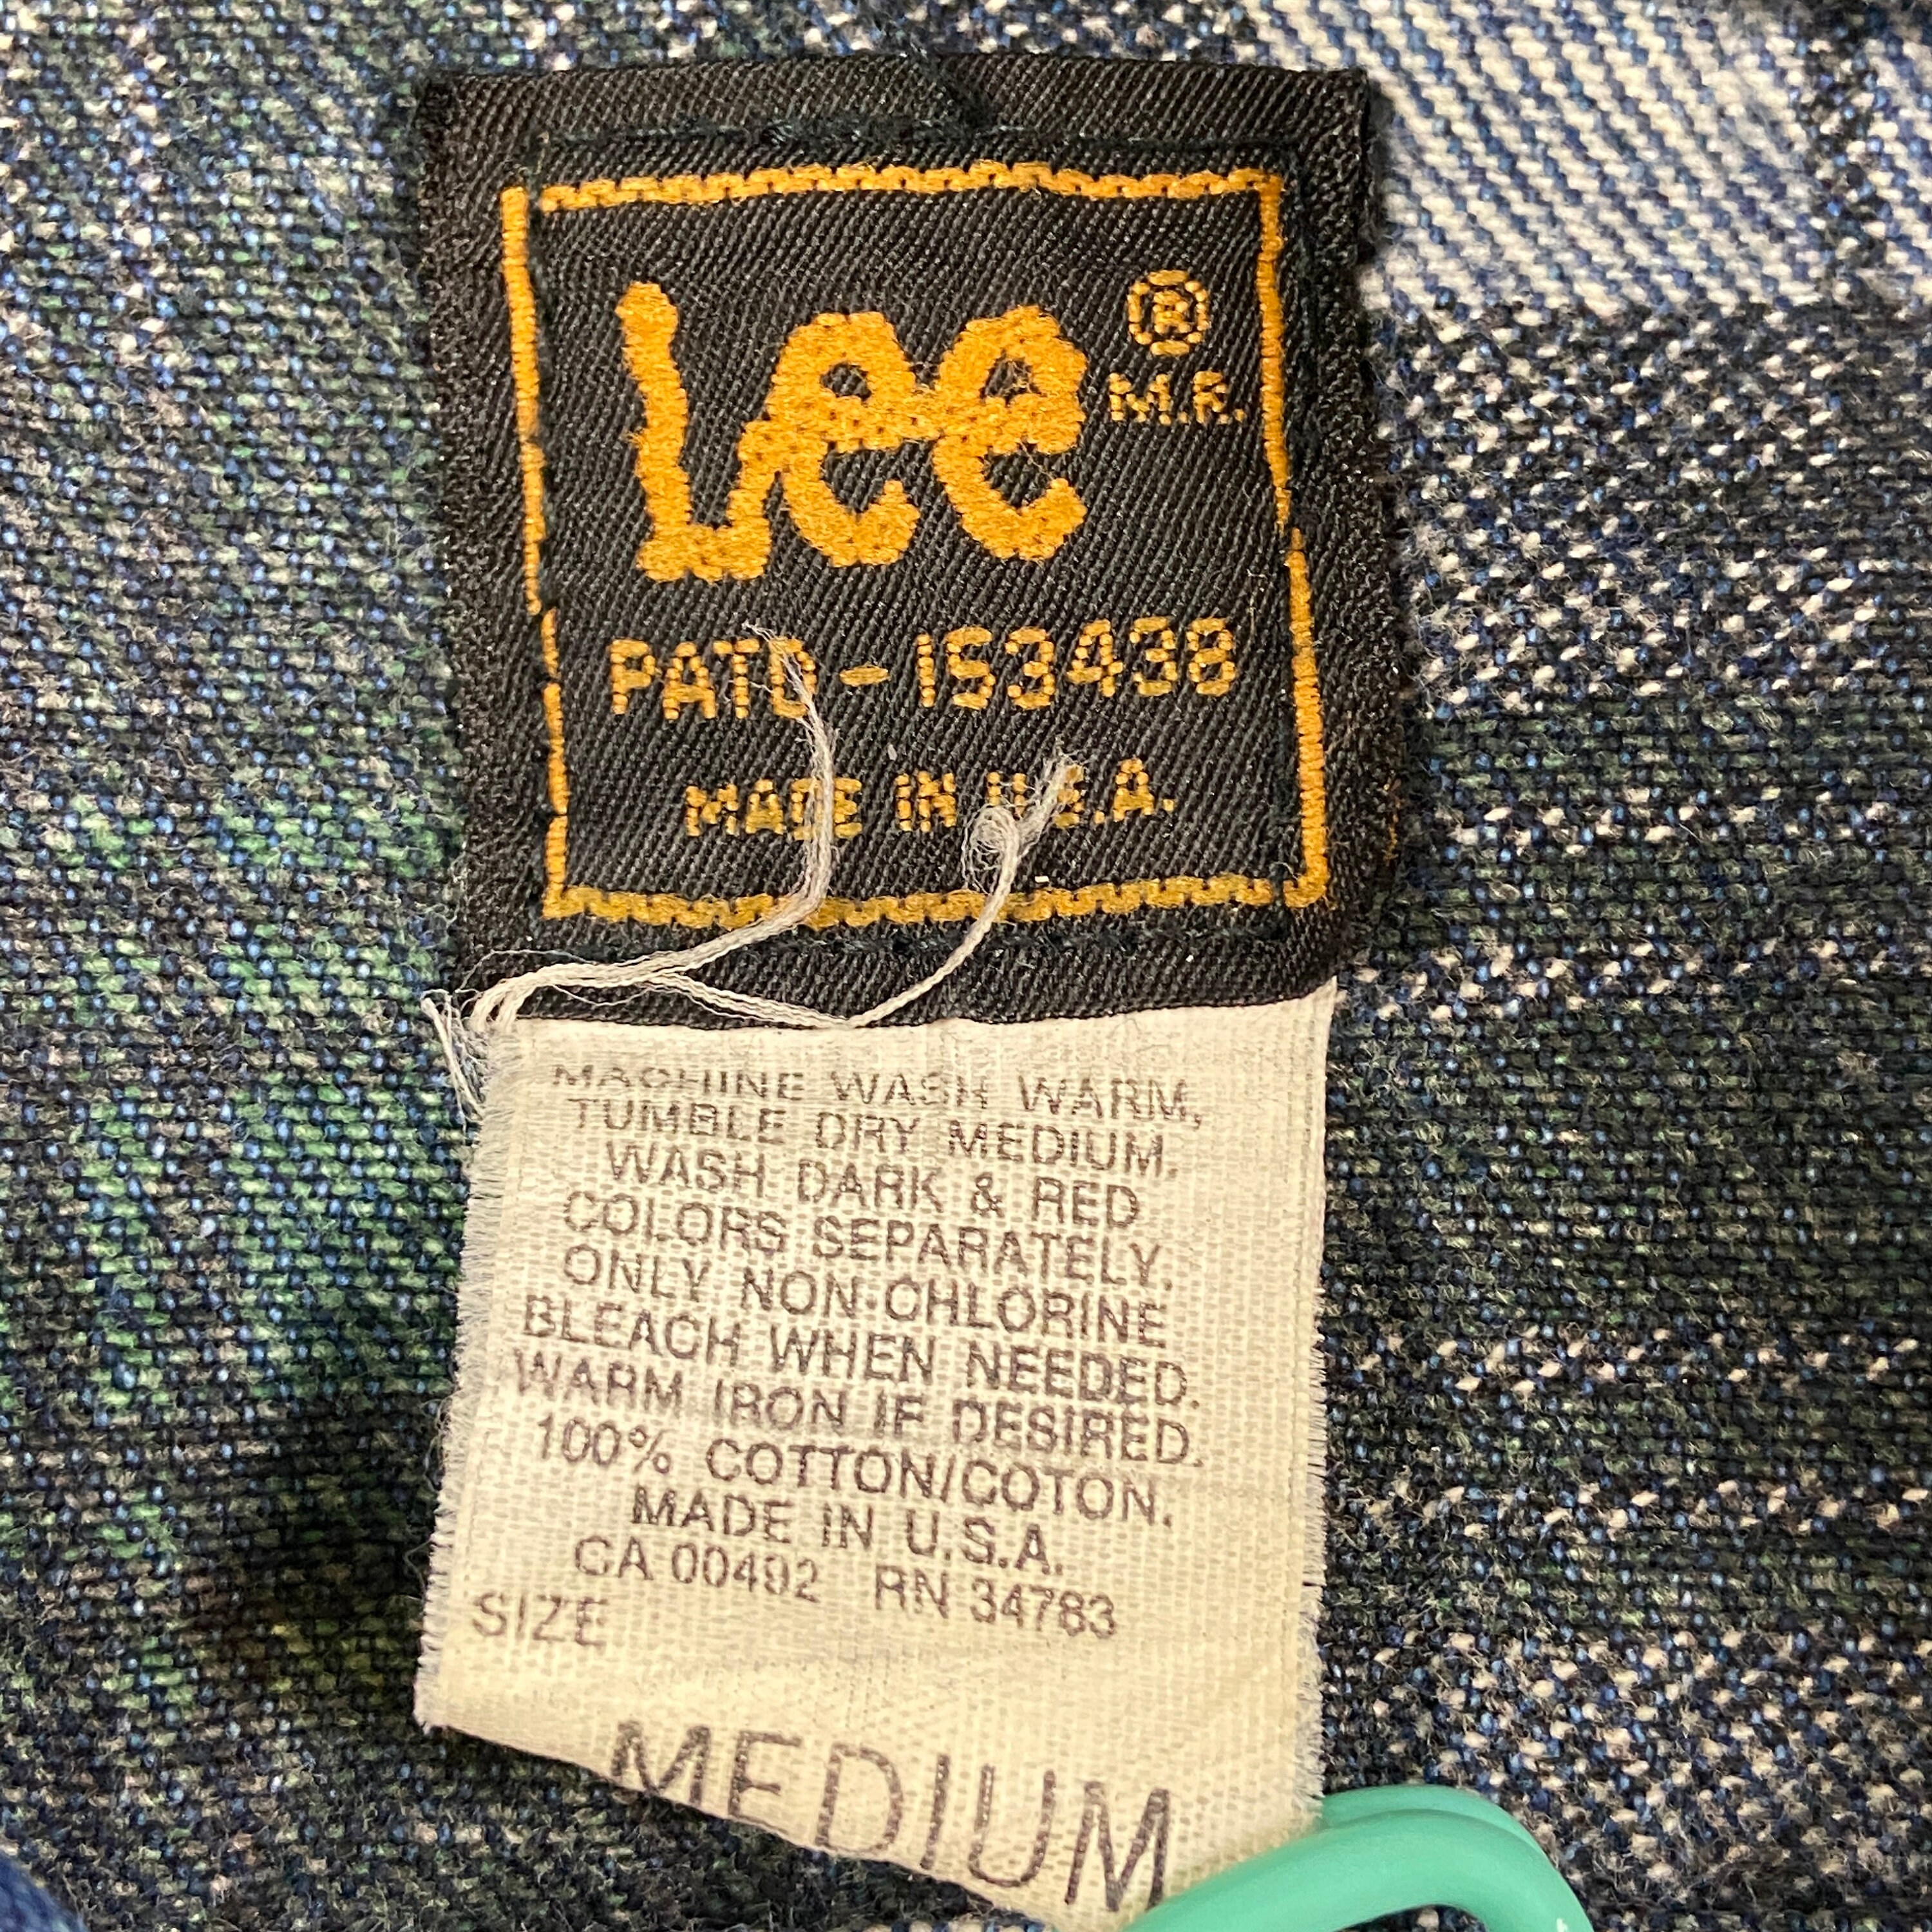 Lee ®
M.R.
PATD-153438
MADE IN U.S.A.
MACHINE WASH WARM,
TUMBLE DRY MEDIUM.
WASH DARK & RED
COLORS SEPARATELY.
ONLY NON-CHLORINE
BLEACH WHEN NEEDED.
WARM IRON IF DESIRED.
100% COTTON/COTON.
MADE IN U.S.A.
CA 00492 RN 34783
SIZE
MEDIUM